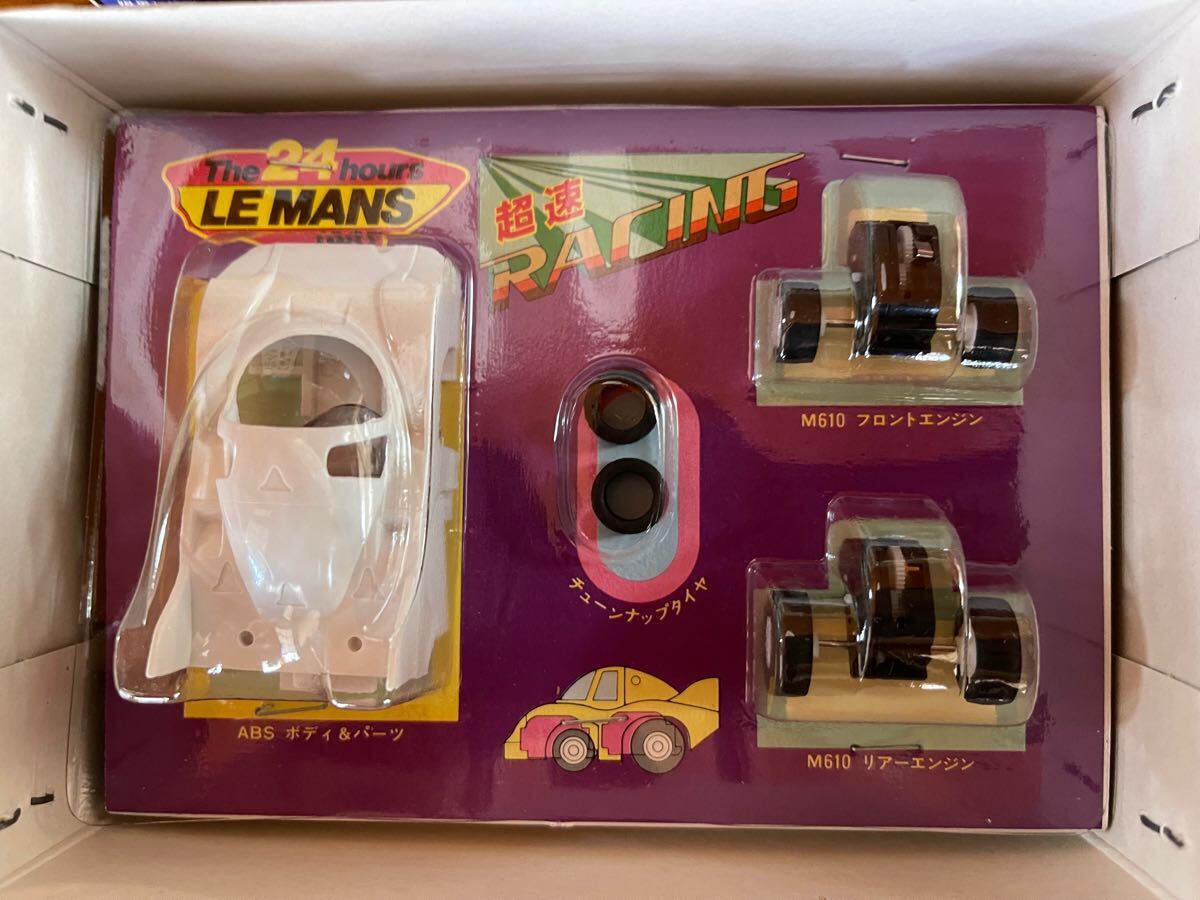 The 24 hours
LE MANS
超速
RACING
M610 フロントエンジン
チューンナップタイヤ
ABS ボディ&パーツ
M610 リアーエンジン